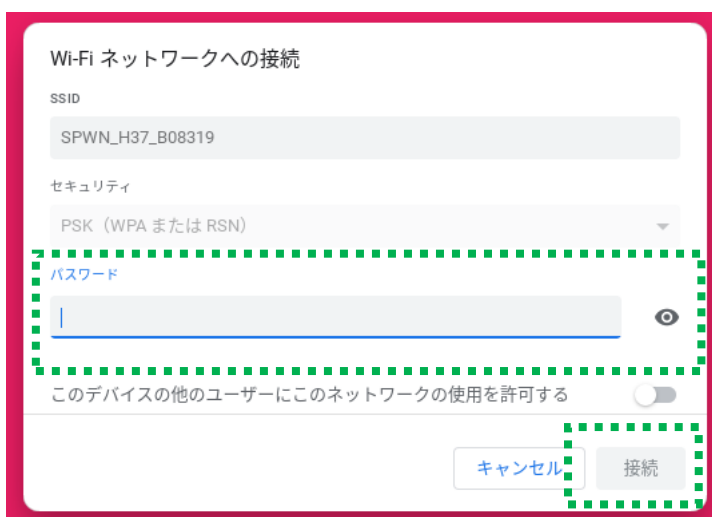 Wi-Fi ネットワークへの接続
SSID
SPWN_H37_B08319
セキュリティ
PSK（WPA または RSN）
パスワード
このデバイスの他のユーザーにこのネットワークの使用を許可する
キャンセル
接続